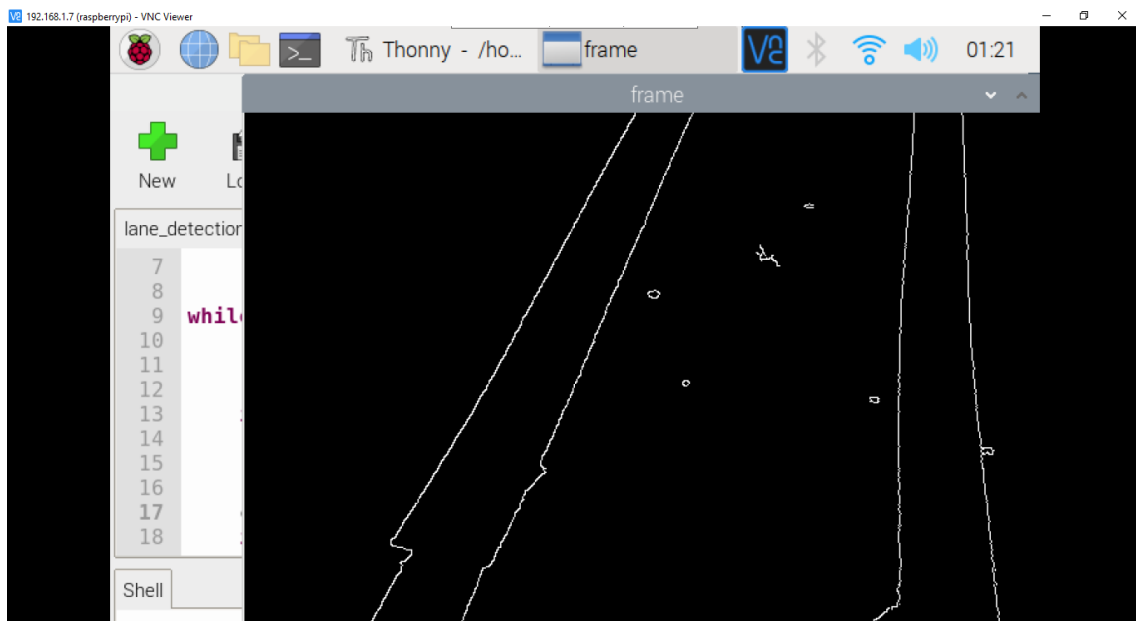 192.168.1.7 (raspberrypi) - VNC Viewer
Thonny - /ho... frame 01:21
frame
New Lo
lane_detection
7
8
9 while
10
11
12
13
14
15
16
17
18
Shell